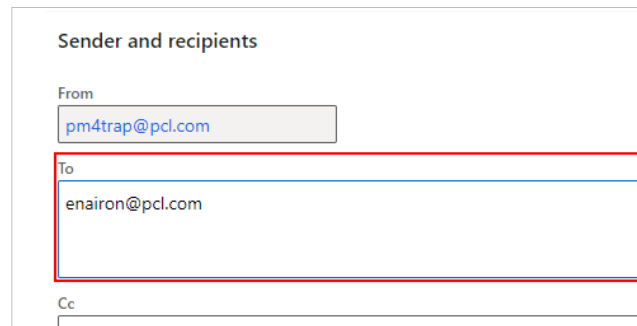 Sender and recipients
From
pm4trap@pcl.com
To
enairon@pcl.com
Cc